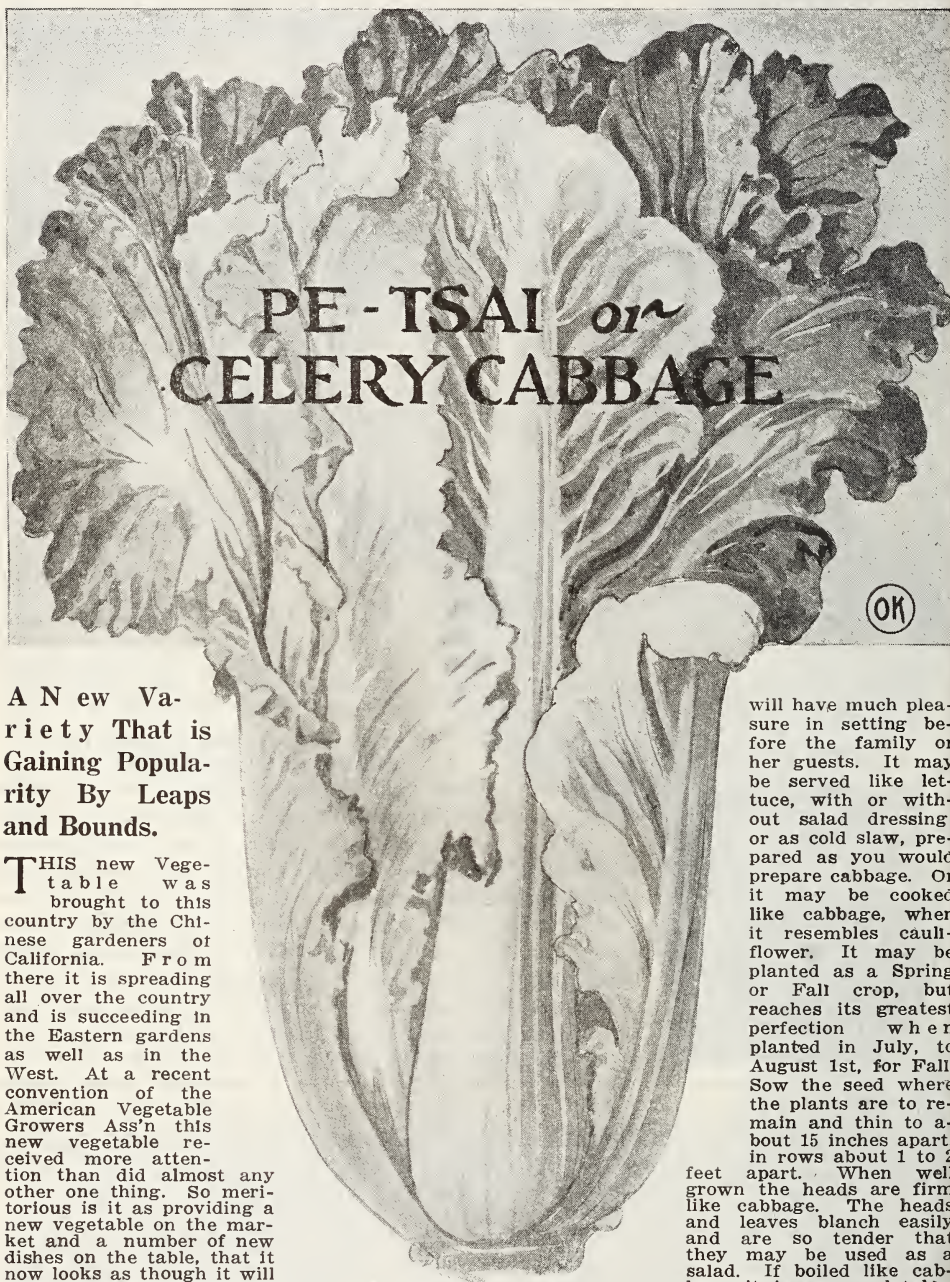 PE-TSAI or
CELERY CABBAGE
OK
A New Va-
riety That is
Gaining Popula-
rity By Leaps
and Bounds.
THIS new Vege-
table was
brought to this
country by the Chi-
nese gardeners of
California. From
there it is spreading
all over the country
and is succeeding in
the Eastern gardens
as well as in the
West. At a recent
convention of the
American Vegetable
Growers Ass'n this
new vegetable re-
ceived more atten-
tion than did almost any
other one thing. So meri-
torious is it as providing a
new vegetable on the mar-
ket and a number of new
dishes on the table, that it
now looks as though it will
will have much plea-
sure in setting be-
fore the family or
her guests. It may
be served like let-
tuce, with or with-
out salad dressing
or as cold slaw, pre-
pared as you would
prepare cabbage. Or
it may be cooked
like cabbage, when
it resembles cauli-
flower. It may be
planted as a Spring
or Fall crop, but
reaches its greatest
perfection when
planted in July, to
August 1st, for Fall
Sow the seed where
the plants are to re-
main and thin to a-
bout 15 inches apart
in rows about 1 to 2
feet apart. When well
grown the heads are firm
like cabbage. The heads
and leaves blanch easily
and are so tender that
they may be used as a
salad. If boiled like cab-